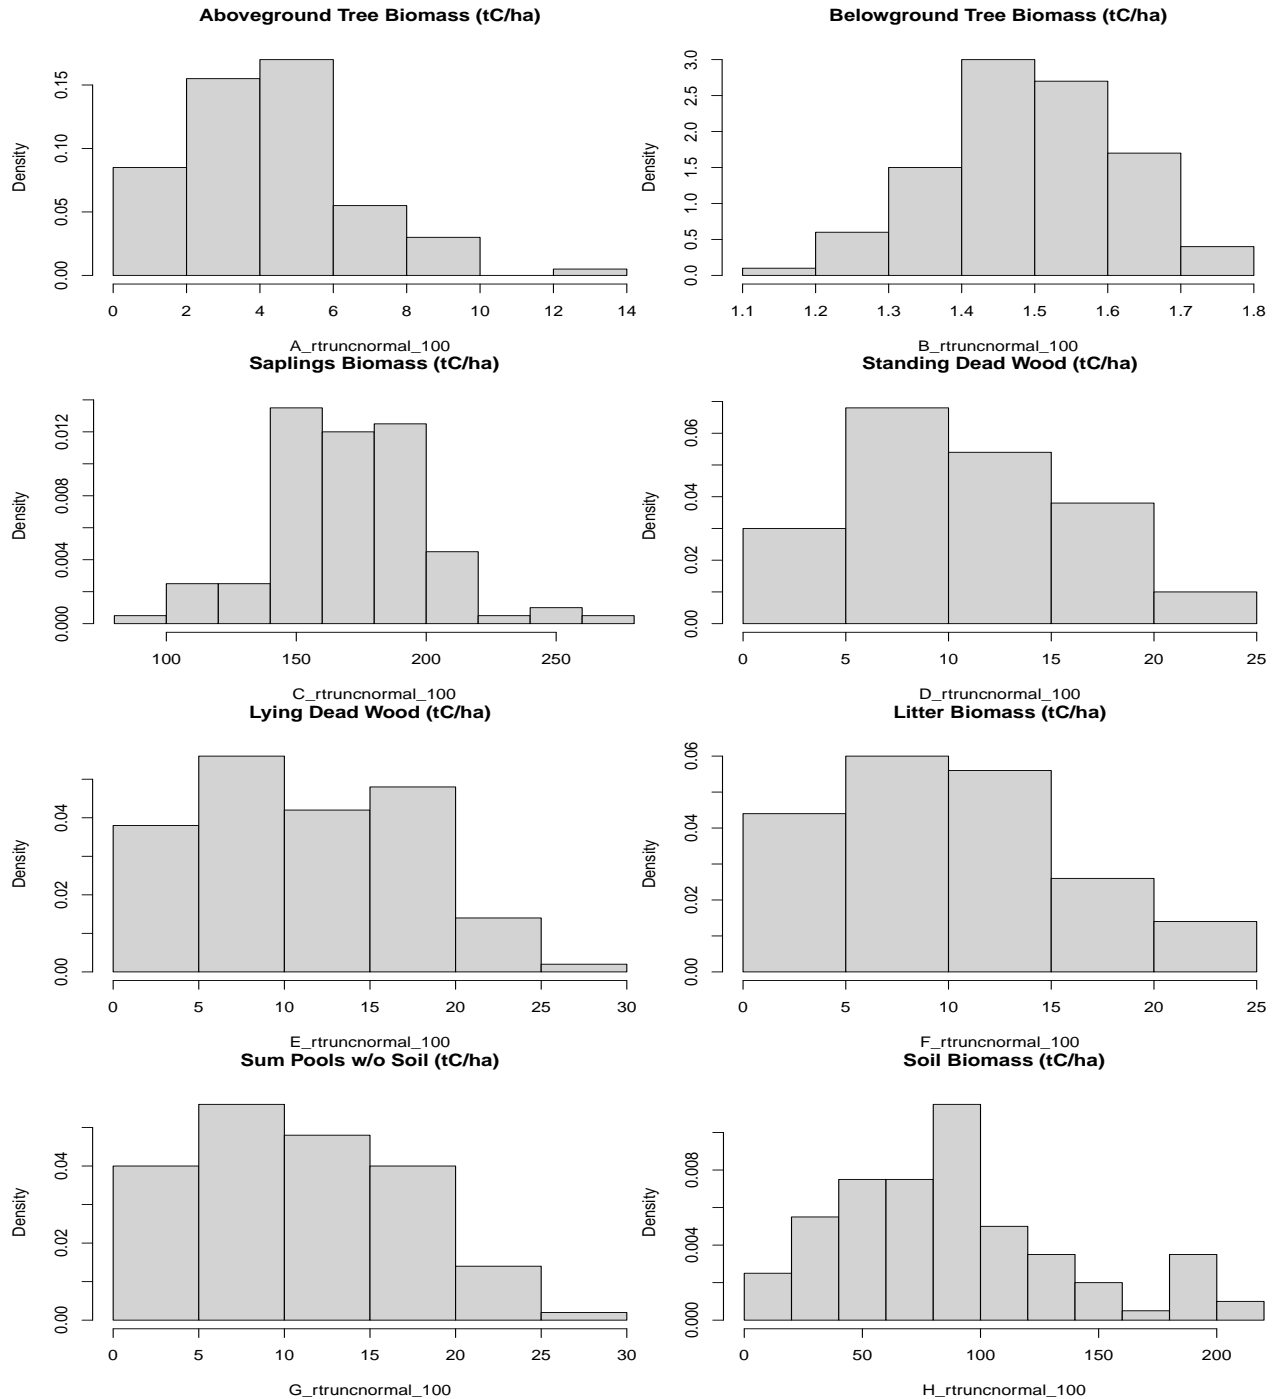 Aboveground Tree Biomass (tC/ha)
Density
0.00 0.05 0.10 0.15
0 2 4 6 8 10 12 14
A_rtruncnormal_100
Belowground Tree Biomass (tC/ha)
Density
0.0 0.5 1.0 1.5 2.0 2.5 3.0
1.1 1.2 1.3 1.4 1.5 1.6 1.7 1.8
B_rtruncnormal_100
Saplings Biomass (tC/ha)
Density
0.000 0.004 0.008 0.012
100 150 200 250
C_rtruncnormal_100
Standing Dead Wood (tC/ha)
Density
0.00 0.02 0.04 0.06
0 5 10 15 20 25
D_rtruncnormal_100
Lying Dead Wood (tC/ha)
Density
0.00 0.02 0.04
0 5 10 15 20 25 30
E_rtruncnormal_100
Litter Biomass (tC/ha)
Density
0.00 0.02 0.04 0.06
0 5 10 15 20 25
F_rtruncnormal_100
Sum Pools w/o Soil (tC/ha)
Density
0.00 0.02 0.04
0 5 10 15 20 25 30
G_rtruncnormal_100
Soil Biomass (tC/ha)
Density
0.000 0.004 0.008
0 50 100 150 200
H_rtruncnormal_100